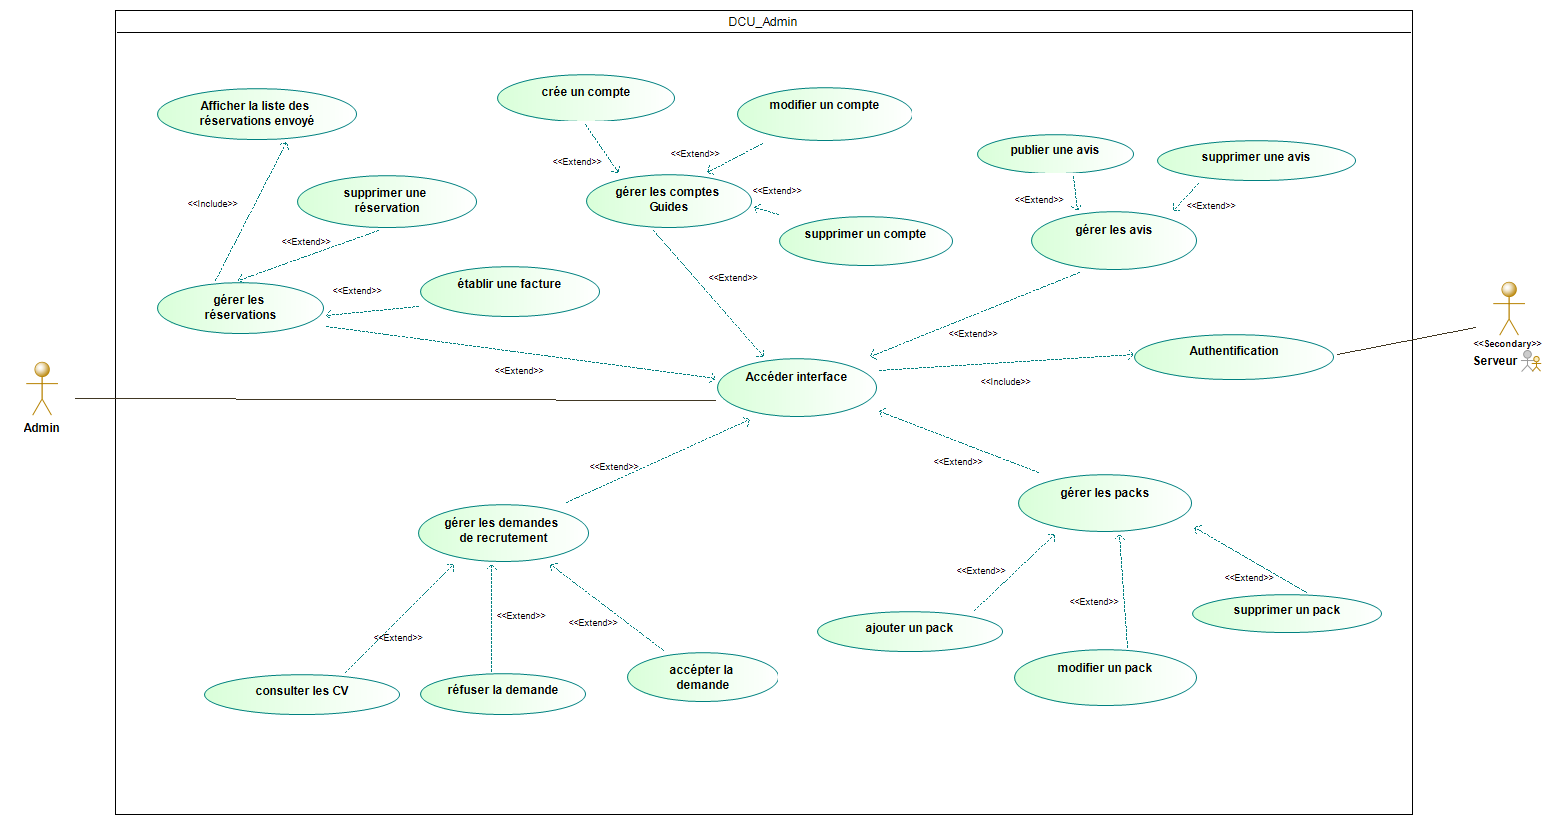 DCU_Admin
Afficher la liste des
réservations envoyé
crée un compte
modifier un compte
publier une avis
supprimer une avis
<<Extend>>
<<Extend>>
supprimer une
réservation
gérer les comptes
Guides
<<Extend>>
<<Extend>>
<<Extend>>
<<Include>>
supprimer un compte
gérer les avis
<<Extend>>
<<Extend>>
établir une facture
<<Extend>>
gérer les
réservations
<<Extend>>
<<Extend>>
Authentification
<<Secondary>>
Serveur
<<Extend>>
Accéder interface
<<Include>>
Admin
<<Extend>>
<<Extend>>
gérer les packs
gérer les demandes
de recrutement
<<Extend>>
<<Extend>>
<<Extend>>
<<Extend>>
<<Extend>>
<<Extend>>
supprimer un pack
ajouter un pack
modifier un pack
consulter les CV
réfuser la demande
accépter la
demande